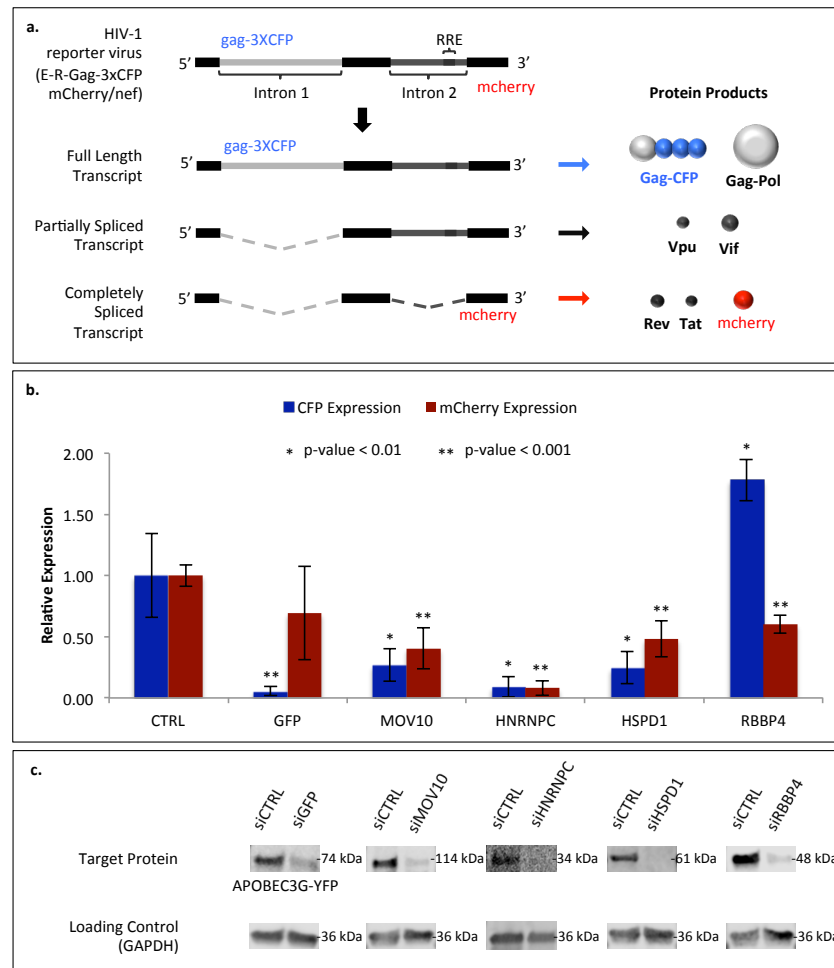 a.
HIV-1
reporter virus
(E-R-Gag-3xCFP
mCherry/nef)
gag-3XCFP
RRE
5’
3’
Intron 1
Intron 2
mcherry
Protein Products
Full Length
Transcript
gag-3XCFP
5’
3’
Gag-CFP
Gag-Pol
Partially Spliced
Transcript
5’
3’
Vpu
Vif
Completely
Spliced
Transcript
5’
3’
mcherry
Rev
Tat
mcherry
b.
CFP Expression
mCherry Expression
* p-value < 0.01
** p-value < 0.001
Relative Expression
2.00
1.50
1.00
0.50
0.00
**
*
**
*
**
*
**
*
**
CTRL
GFP
MOV10
HNRNPC
HSPD1
RBBP4
c.
siCTRL
siGFP
siCTRL
siMOV10
siCTRL
siHNRNPC
siCTRL
siHSPD1
siCTRL
siRBBP4
Target Protein
-74 kDa
-114 kDa
-34 kDa
-61 kDa
-48 kDa
APOBEC3G-YFP
Loading Control
(GAPDH)
-36 kDa
-36 kDa
-36 kDa
-36 kDa
-36 kDa